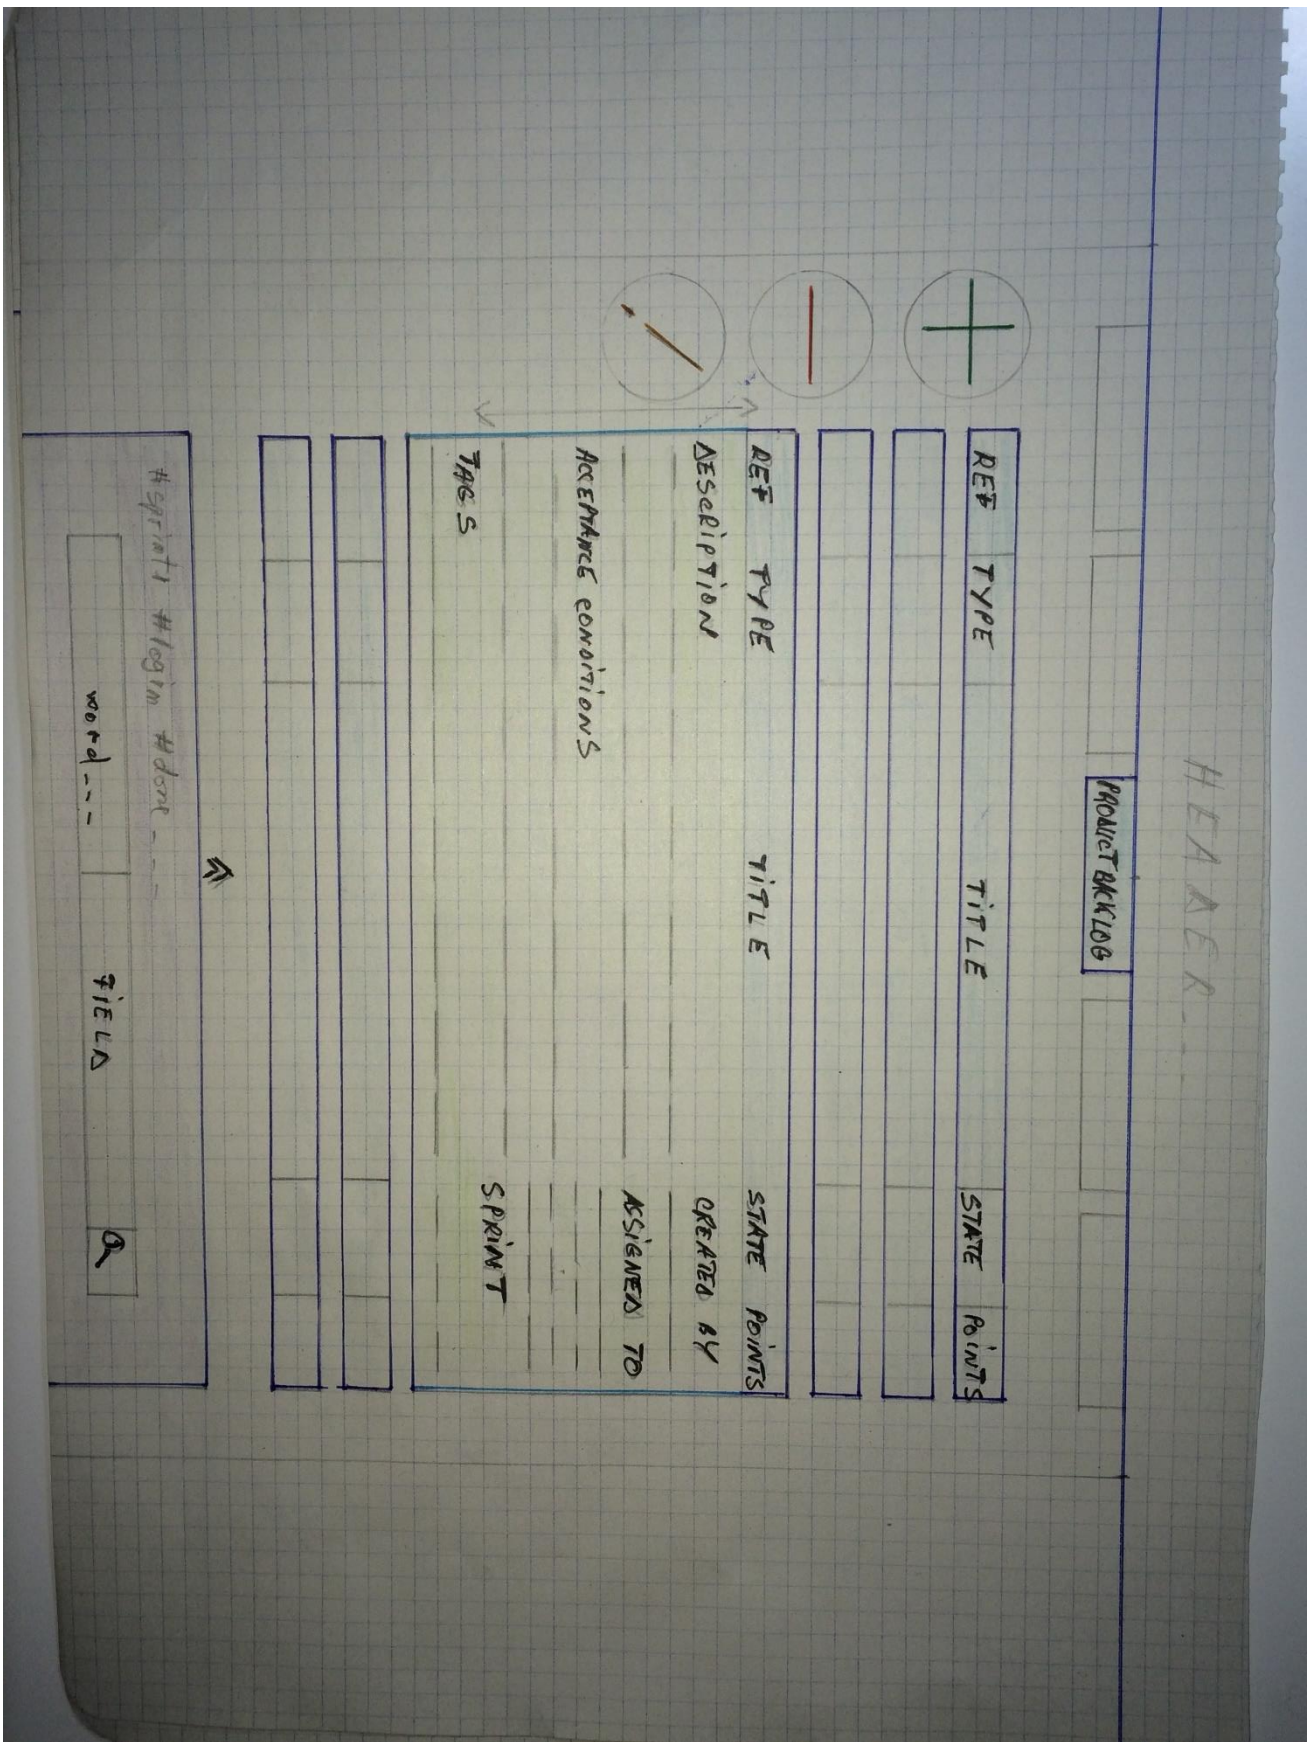 HEADER...
PRODUCT BACKLOG
REF TYPE TITLE STATE POINTS
REF TYPE TITLE STATE POINTS
DESCRIPTION CREATED BY
ASSIGNED TO
ACCEPTANCE CONDITIONS
SPRINT
TAGS
#sprint1 #login #done - - -
word--- FIELD